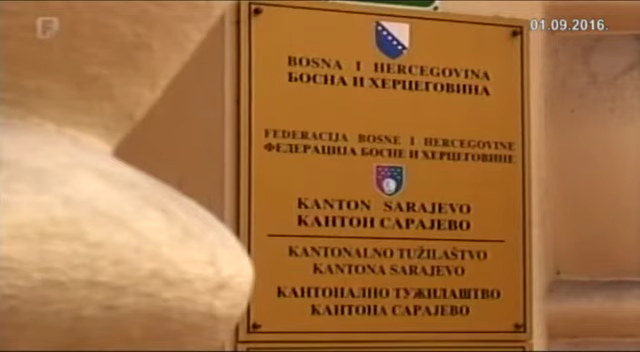 01.09.2016.
BOSNA I HERCEGOVINA
БОСНА И ХЕРЦЕГОВИНА
FEDERACIJA BOSNE I HERCEGOVINE
ФЕДЕРАЦИЈА БОСНЕ И ХЕРЦЕГОВИНЕ
KANTON SARAJEVO
КАНТОН САРАЈЕВО
KANTONALNO TUŽILAŠTVO
KANTONA SARAJEVO
КАНТОНАЛНО ТУЖИЛАШТВО
КАНТОНА САРАЈЕВО